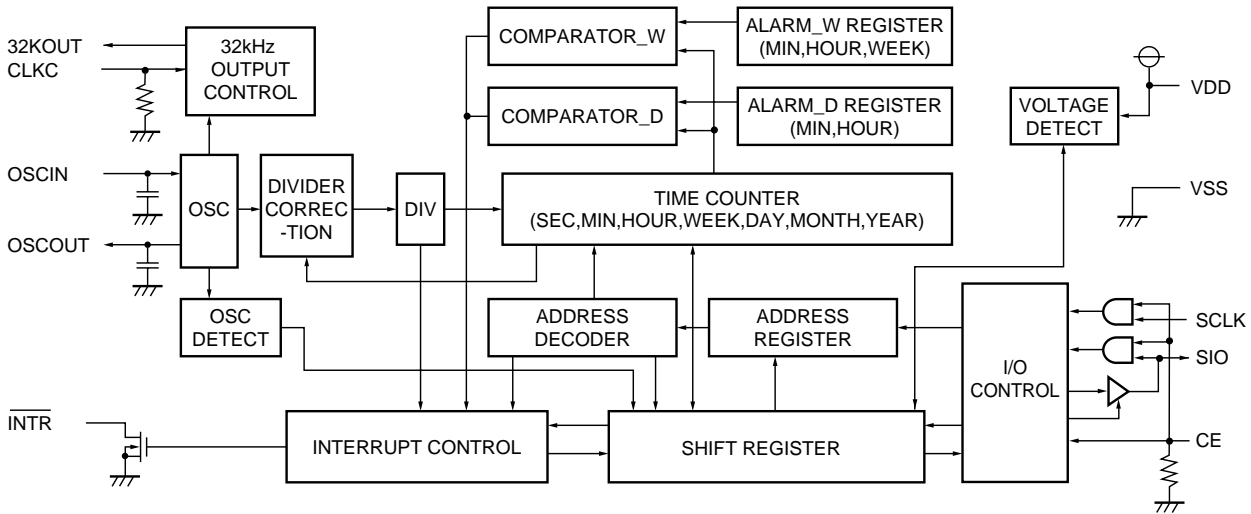 32KOUT
CLKC
32kHz
OUTPUT
CONTROL
COMPARATOR_W
ALARM_W REGISTER
(MIN,HOUR,WEEK)
COMPARATOR_D
ALARM_D REGISTER
(MIN,HOUR)
VOLTAGE
DETECT
VDD
VSS
OSCIN
OSCOUT
OSC
DIVIDER
CORREC
-TION
DIV
TIME COUNTER
(SEC,MIN,HOUR,WEEK,DAY,MONTH,YEAR)
OSC
DETECT
ADDRESS
DECODER
ADDRESS
REGISTER
I/O
CONTROL
SCLK
SIO
CE
INTR
INTERRUPT CONTROL
SHIFT REGISTER